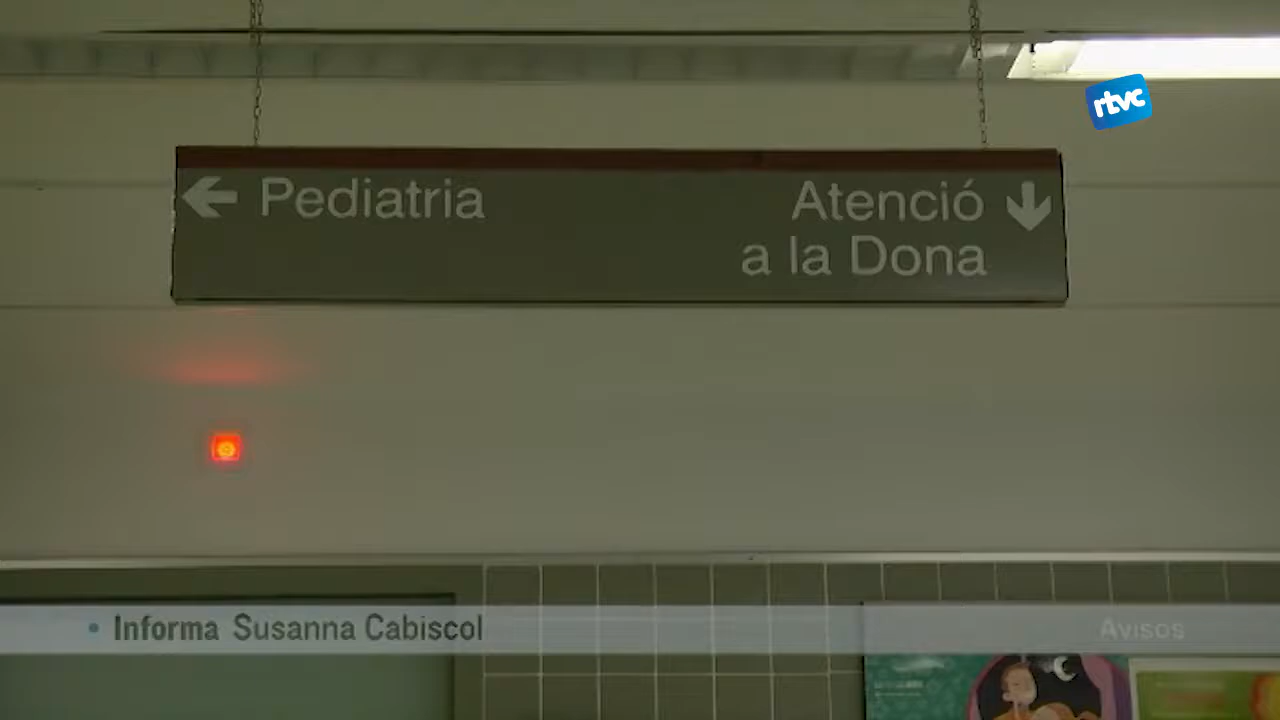 rtvc
Pediatria
Atenció
a la Dona
Informa Susanna Cabiscol
Avisos